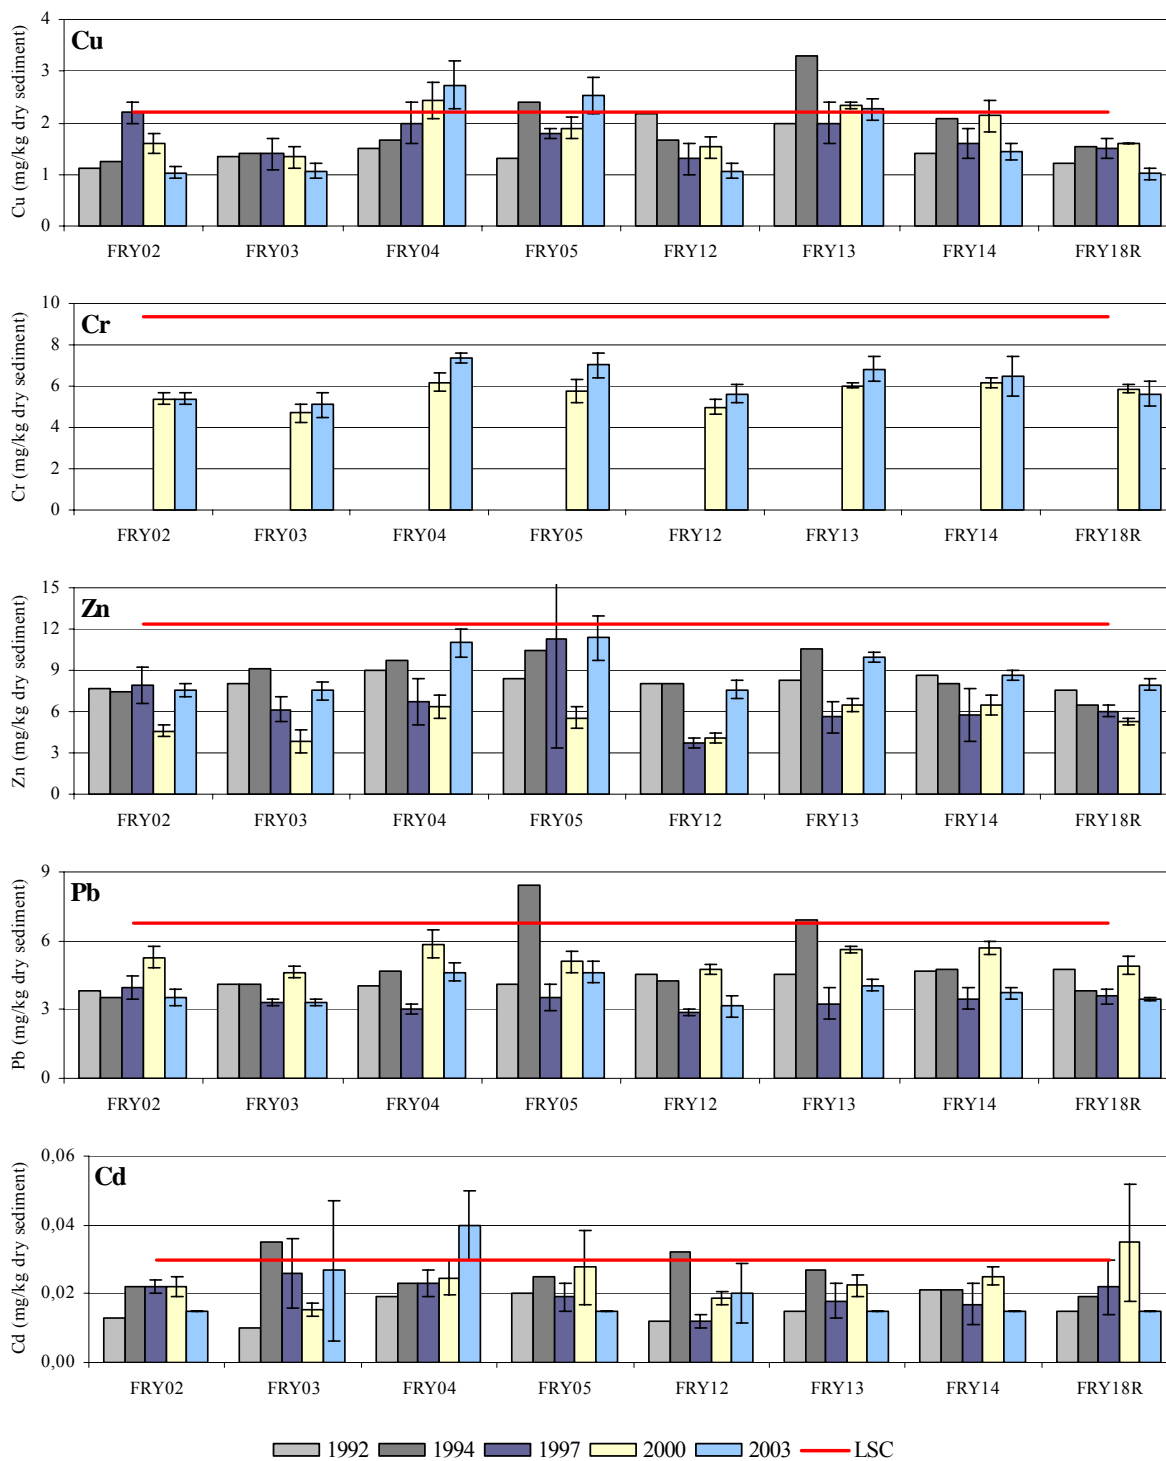 Cu
Cu (mg/kg dry sediment)
4
3
2
1
0
FRY02 FRY03 FRY04 FRY05 FRY12 FRY13 FRY14 FRY18R
Cr
Cr (mg/kg dry sediment)
10
8
6
4
2
0
FRY02 FRY03 FRY04 FRY05 FRY12 FRY13 FRY14 FRY18R
Zn
Zn (mg/kg dry sediment)
15
12
9
6
3
0
FRY02 FRY03 FRY04 FRY05 FRY12 FRY13 FRY14 FRY18R
Pb
Pb (mg/kg dry sediment)
9
6
3
0
FRY02 FRY03 FRY04 FRY05 FRY12 FRY13 FRY14 FRY18R
Cd
Cd (mg/kg dry sediment)
0,06
0,04
0,02
0,00
FRY02 FRY03 FRY04 FRY05 FRY12 FRY13 FRY14 FRY18R
1992 1994 1997 2000 2003 LSC